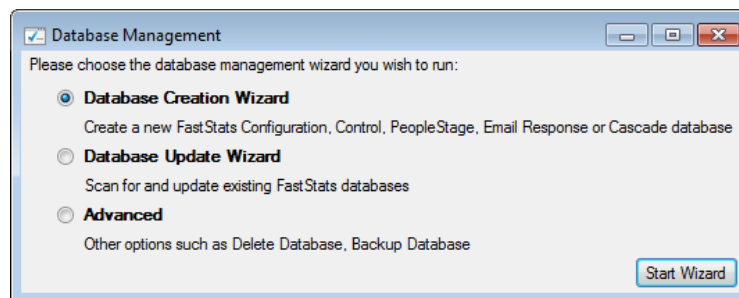 Database Management
Please choose the database management wizard you wish to run:
Database Creation Wizard
Create a new FastStats Configuration, Control, PeopleStage, Email Response or Cascade database
Database Update Wizard
Scan for and update existing FastStats databases
Advanced
Other options such as Delete Database, Backup Database
Start Wizard